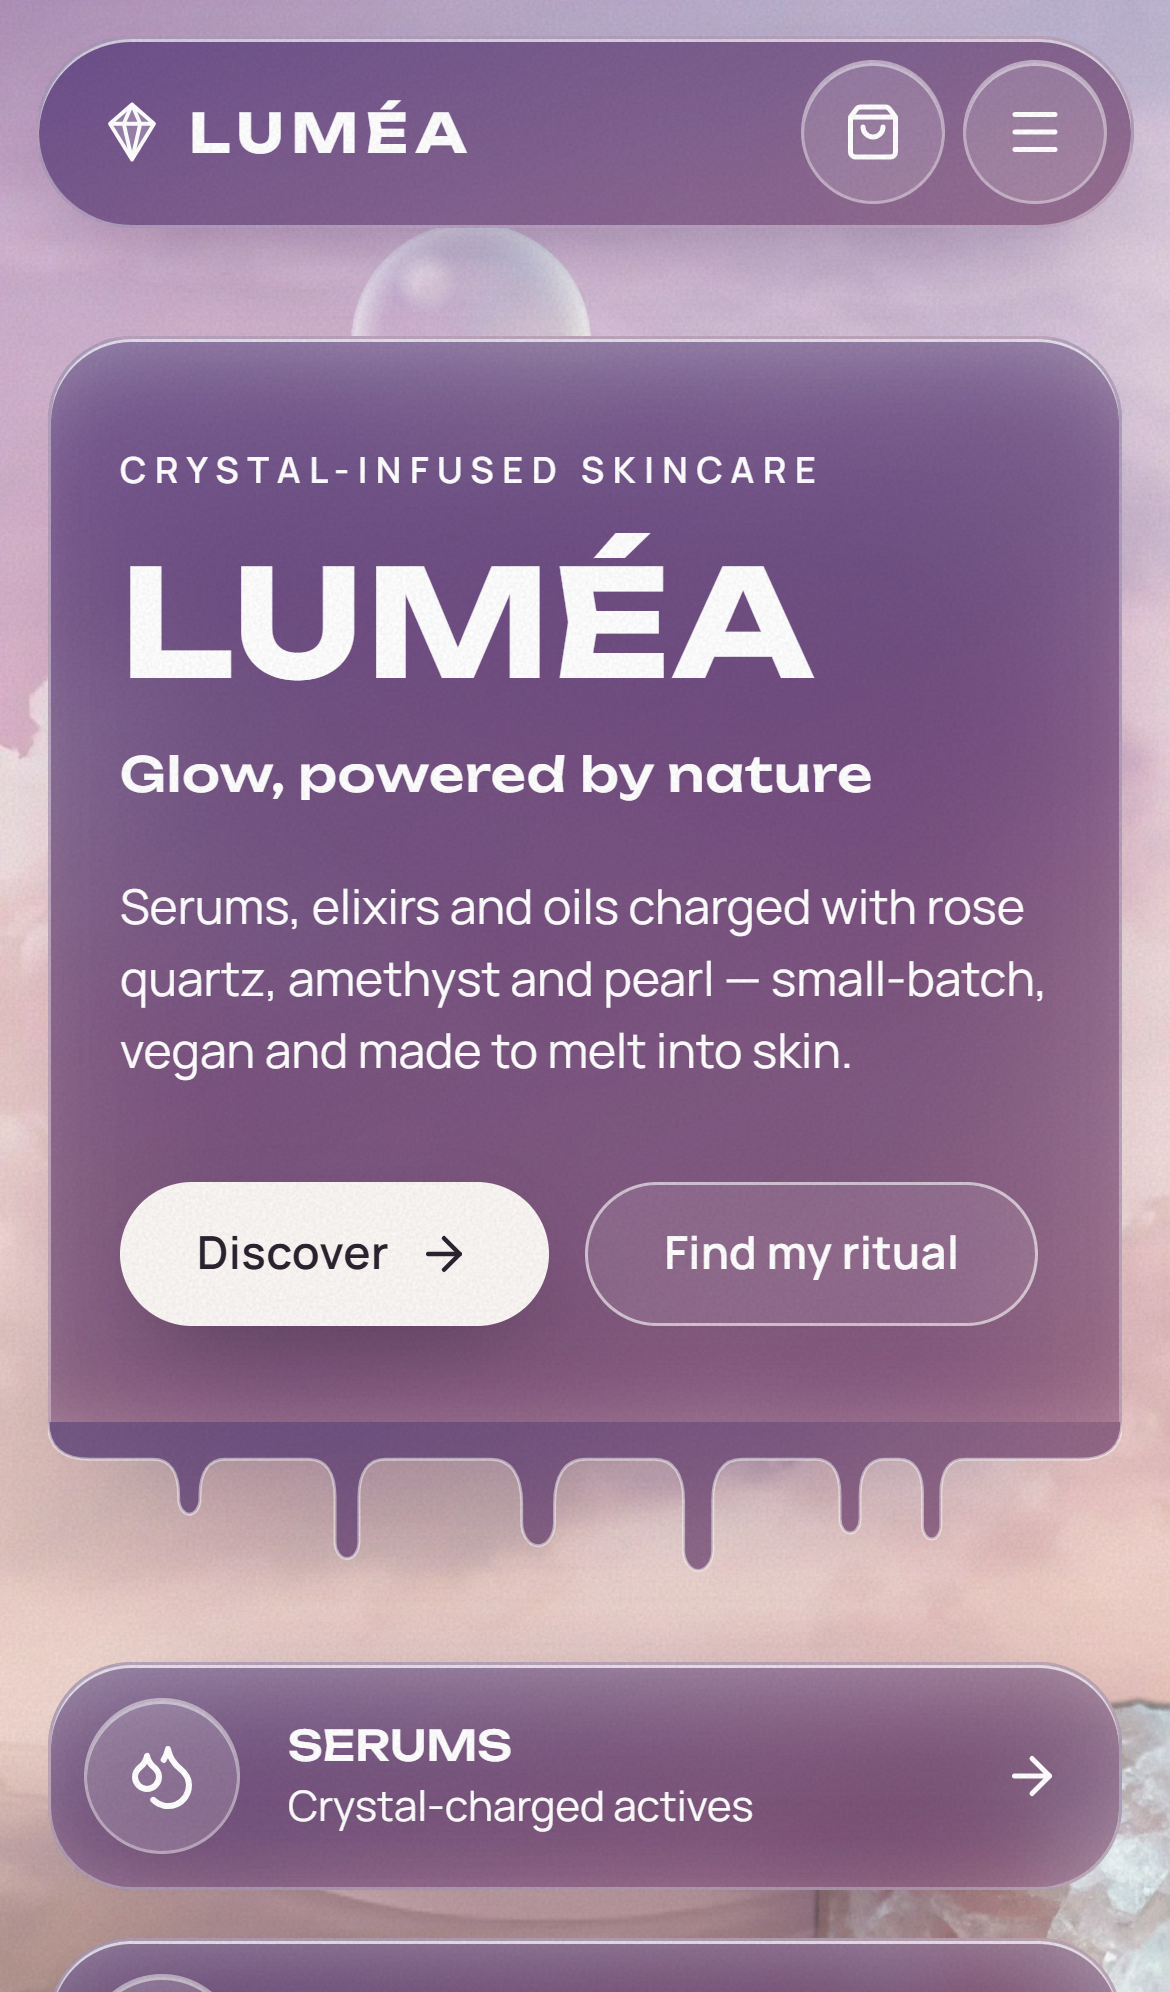 LUMÉA
CRYSTAL-INFUSED SKINCARE
LUMÉA
Glow, powered by nature
Serums, elixirs and oils charged with rose
quartz, amethyst and pearl — small-batch,
vegan and made to melt into skin.
Discover →
Find my ritual
SERUMS
Crystal-charged actives